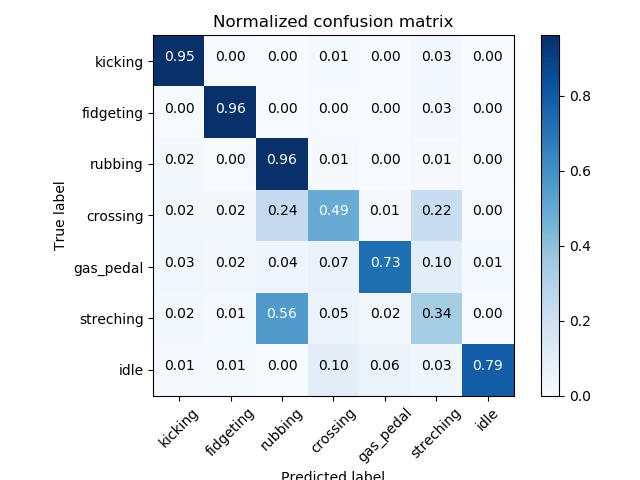 Normalized confusion matrix
True label
kicking 0.95 0.00 0.00 0.01 0.00 0.03 0.00
fidgeting 0.00 0.96 0.00 0.00 0.00 0.03 0.00
rubbing 0.02 0.00 0.96 0.01 0.00 0.01 0.00
crossing 0.02 0.02 0.24 0.49 0.01 0.22 0.00
gas_pedal 0.03 0.02 0.04 0.07 0.73 0.10 0.01
streching 0.02 0.01 0.56 0.05 0.02 0.34 0.00
idle 0.01 0.01 0.00 0.10 0.06 0.03 0.79
kicking fidgeting rubbing crossing gas_pedal streching idle
Predicted label
0.8
0.6
0.4
0.2
0.0